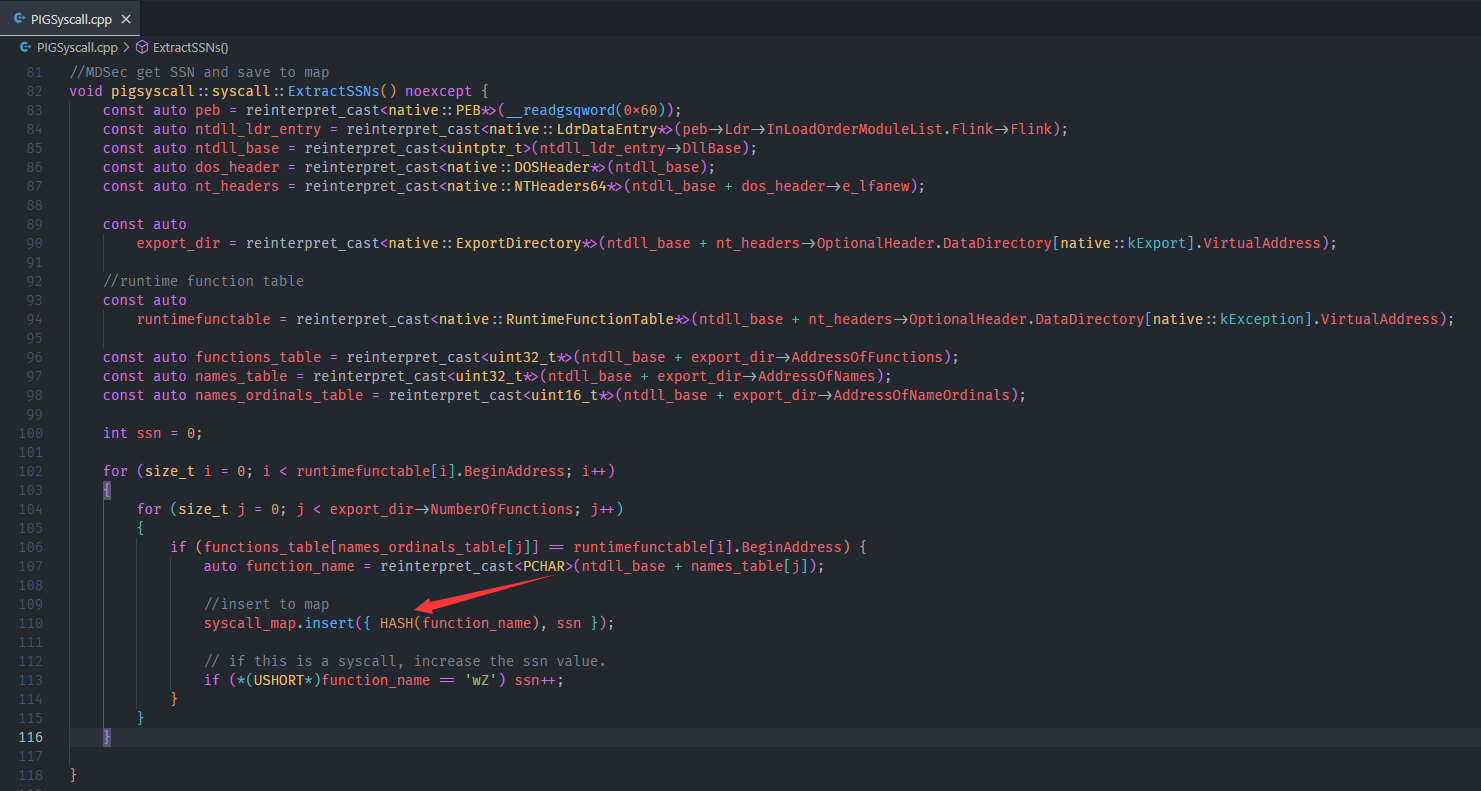 PIGSyscall.cpp ×
PIGSyscall.cpp > ExtractSSNs()
81 //MDSec get SSN and save to map
82 void pigsyscall::syscall::ExtractSSNs() noexcept {
83 const auto peb = reinterpret_cast<native::PEB*>(__readgsqword(0×60));
84 const auto ntdll_ldr_entry = reinterpret_cast<native::LdrDataEntry*>(peb->Ldr->InLoadOrderModuleList.Flink->Flink);
85 const auto ntdll_base = reinterpret_cast<uintptr_t>(ntdll_ldr_entry->DllBase);
86 const auto dos_header = reinterpret_cast<native::DOSHeader*>(ntdll_base);
87 const auto nt_headers = reinterpret_cast<native::NTHeaders64*>(ntdll_base + dos_header->e_lfanew);
88
89 const auto
90 export_dir = reinterpret_cast<native::ExportDirectory*>(ntdll_base + nt_headers->OptionalHeader.DataDirectory[native::kExport].VirtualAddress);
91
92 //runtime function table
93 const auto
94 runtimefunctable = reinterpret_cast<native::RuntimeFunctionTable*>(ntdll_base + nt_headers->OptionalHeader.DataDirectory[native::kException].VirtualAddress);
95
96 const auto functions_table = reinterpret_cast<uint32_t*>(ntdll_base + export_dir->AddressOfFunctions);
97 const auto names_table = reinterpret_cast<uint32_t*>(ntdll_base + export_dir->AddressOfNames);
98 const auto names_ordinals_table = reinterpret_cast<uint16_t*>(ntdll_base + export_dir->AddressOfNameOrdinals);
99
100 int ssn = 0;
101
102 for (size_t i = 0; i < runtimefunctable[i].BeginAddress; i++)
103 {
104 for (size_t j = 0; j < export_dir->NumberOfFunctions; j++)
105 {
106 if (functions_table[names_ordinals_table[j]] == runtimefunctable[i].BeginAddress) {
107 auto function_name = reinterpret_cast<PCHAR>(ntdll_base + names_table[j]);
108
109 //insert to map
110 syscall_map.insert({ HASH(function_name), ssn });
111
112 // if this is a syscall, increase the ssn value.
113 if (*(USHORT*)function_name == 'wZ') ssn++;
114 }
115 }
116 }
117
118 }